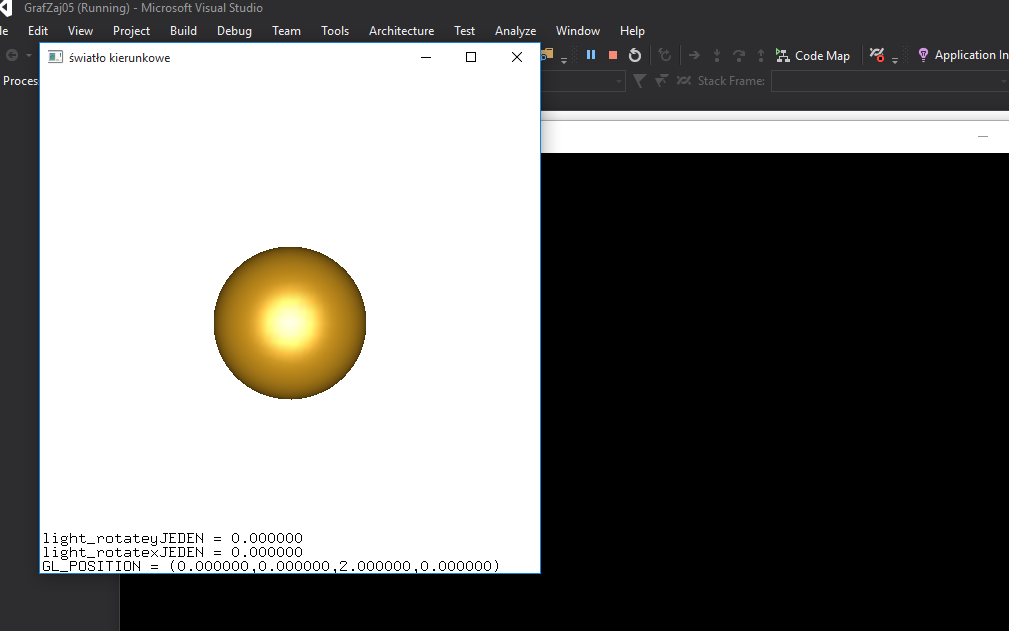 GrafZaj05 (Running) - Microsoft Visual Studio
Edit View Project Build Debug Team Tools Architecture Test Analyze Window Help
światło kierunkowe
Code Map
Application In
Proces
Stack Frame:
light_rotateyJEDEN = 0.000000
light_rotatexJEDEN = 0.000000
GL_POSITION = (0.000000,0.000000,2.000000,0.000000)